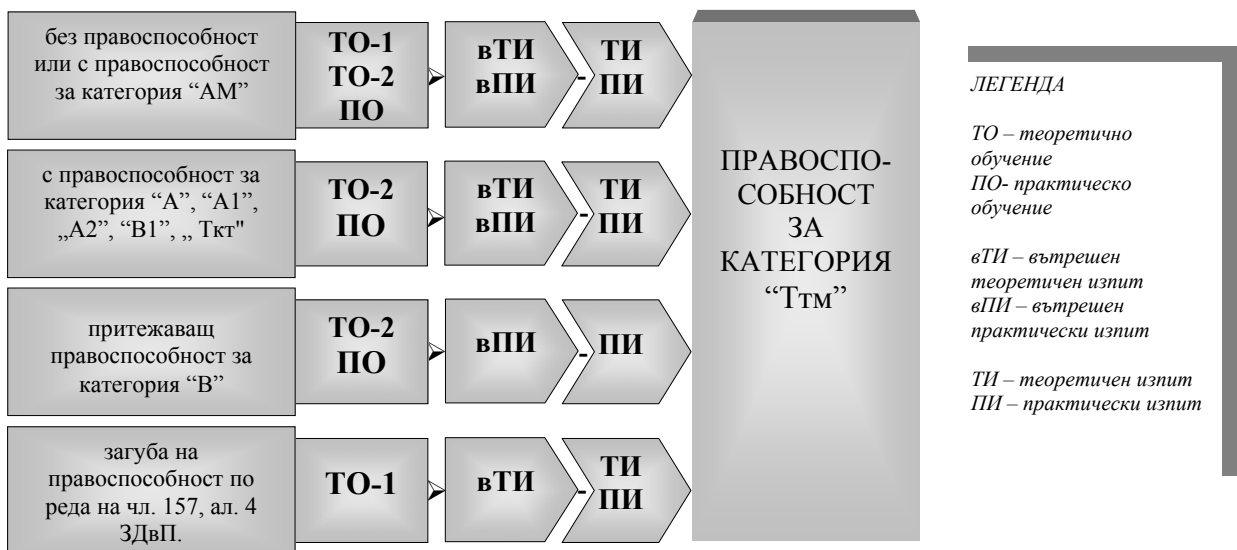 без правоспособност
или с правоспособност
за категория “АМ”
ТО-1
ТО-2
ПО
вТИ
вПИ
-
ТИ
ПИ
с правоспособност за
категория “А”, “А1”,
„А2”, “В1”, „ Ткт"
ТО-2
ПО
вТИ
вПИ
-
ТИ
ПИ
притежаващ
правоспособност за
категория “В”
ТО-2
ПО
вПИ
-
ПИ
загуба на
правоспособност по
реда на чл. 157, ал. 4
ЗДвП.
ТО-1
вТИ
-
ТИ
ПИ
ПРАВОСПО-
СОБНОСТ
ЗА
КАТЕГОРИЯ
“Ттм”
ЛЕГЕНДА
ТО – теоретично
обучение
ПО- практическо
обучение
вТИ – вътрешен
теоретичен изпит
вПИ – вътрешен
практически изпит
ТИ – теоретичен изпит
ПИ – практически изпит